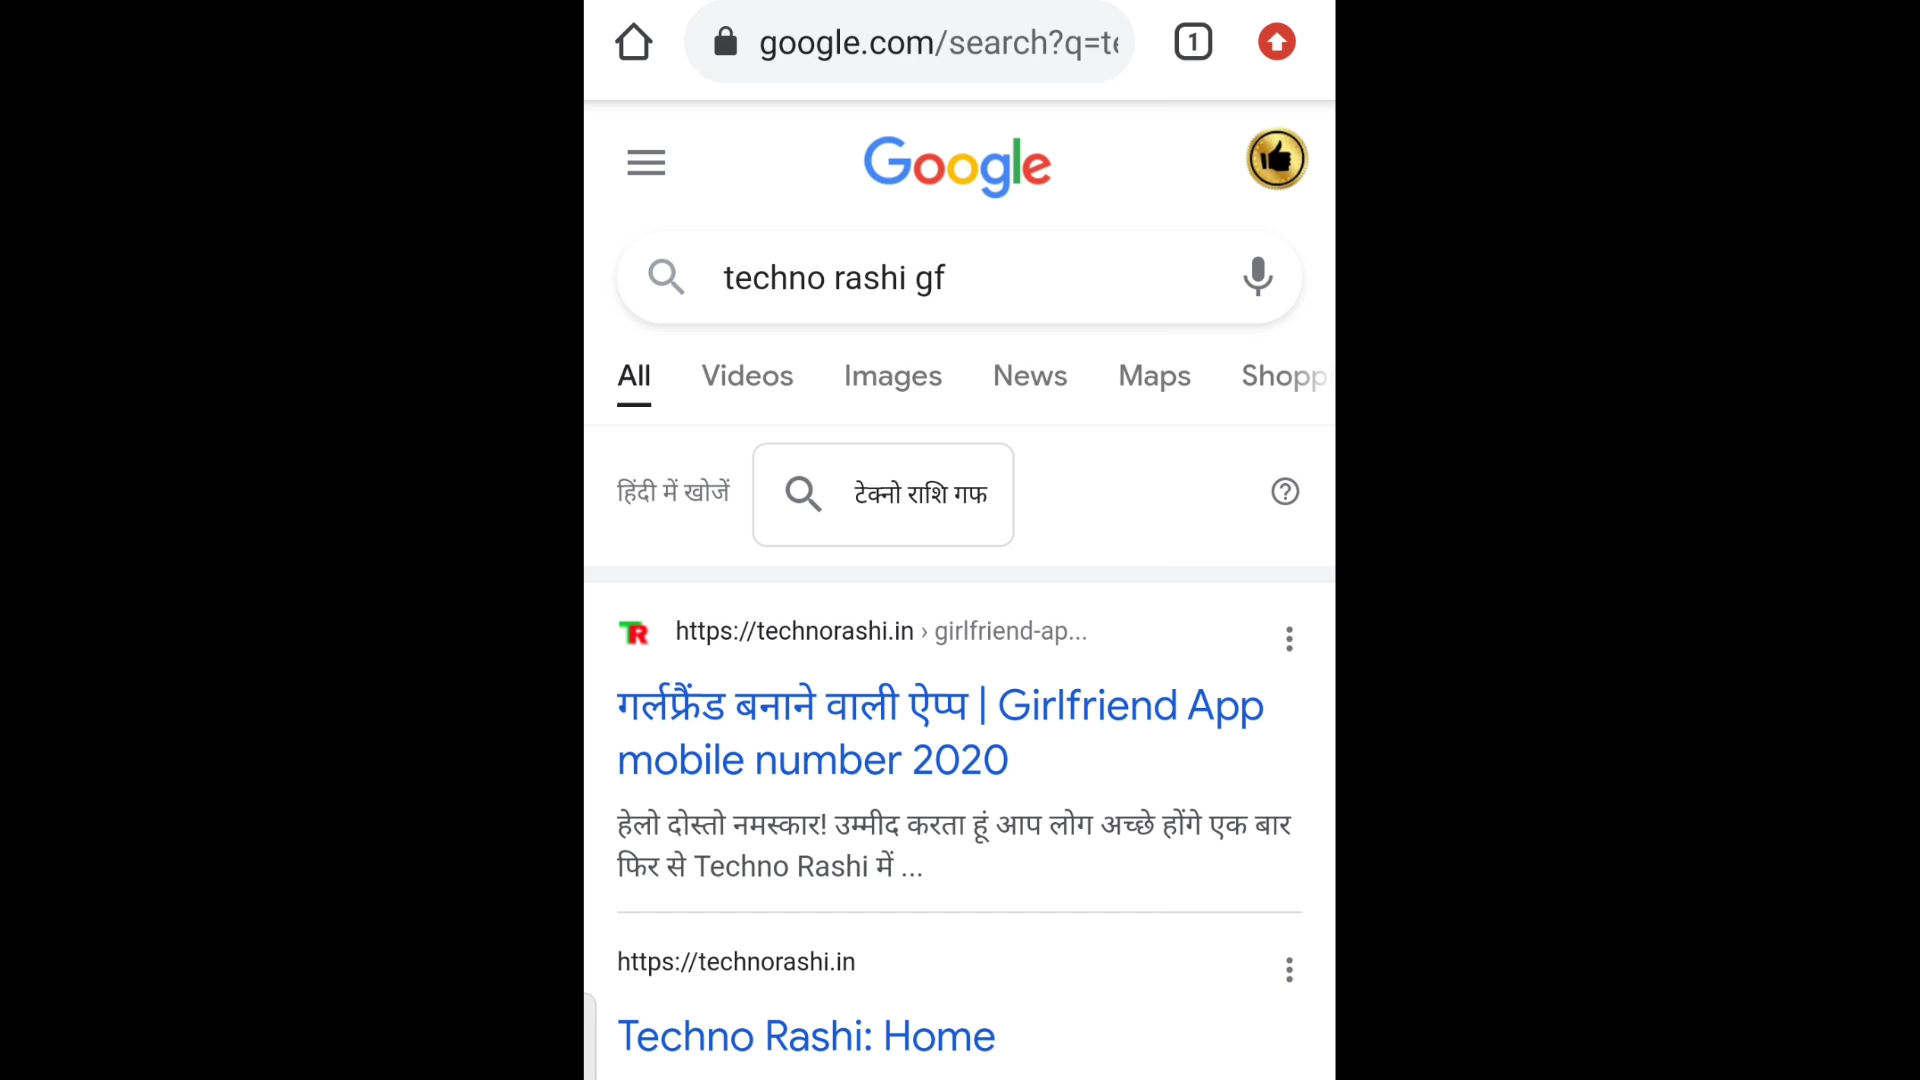 google.com/search?q=te
1
Google
techno rashi gf
All Videos Images News Maps Shopp
हिंदी में खोजें टेक्नो राशि गफ
TR https://technorashi.in › girlfriend-ap...
गर्लफ्रैंड बनाने वाली ऐप्प | Girlfriend App
mobile number 2020
हेलो दोस्तो नमस्कार! उम्मीद करता हूं आप लोग अच्छे होंगे एक बार
फिर से Techno Rashi में ...
https://technorashi.in
Techno Rashi: Home